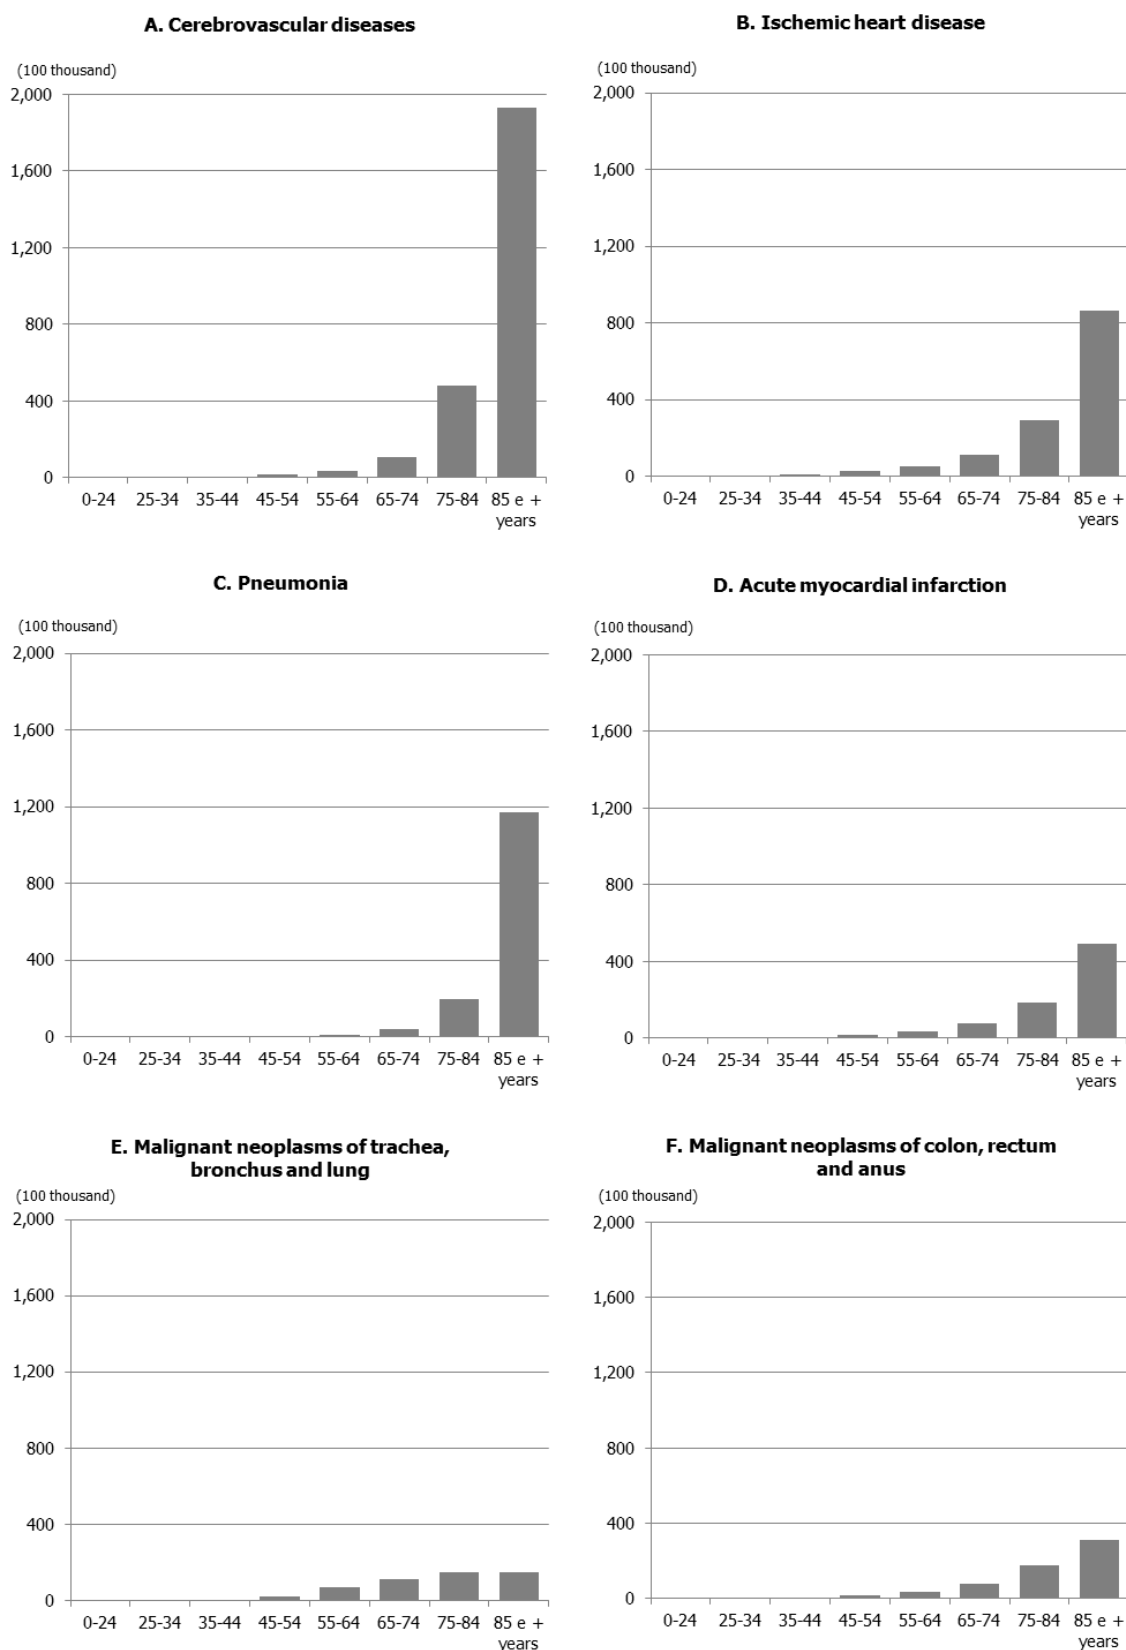 A. Cerebrovascular diseases
(100 thousand)
2,000
1,600
1,200
800
400
0
0-24 25-34 35-44 45-54 55-64 65-74 75-84 85 e +
years
B. Ischemic heart disease
(100 thousand)
2,000
1,600
1,200
800
400
0
0-24 25-34 35-44 45-54 55-64 65-74 75-84 85 e +
years
C. Pneumonia
(100 thousand)
2,000
1,600
1,200
800
400
0
0-24 25-34 35-44 45-54 55-64 65-74 75-84 85 e +
years
D. Acute myocardial infarction
(100 thousand)
2,000
1,600
1,200
800
400
0
0-24 25-34 35-44 45-54 55-64 65-74 75-84 85 e +
years
E. Malignant neoplasms of trachea,
bronchus and lung
(100 thousand)
2,000
1,600
1,200
800
400
0
0-24 25-34 35-44 45-54 55-64 65-74 75-84 85 e +
years
F. Malignant neoplasms of colon, rectum
and anus
(100 thousand)
2,000
1,600
1,200
800
400
0
0-24 25-34 35-44 45-54 55-64 65-74 75-84 85 e +
years